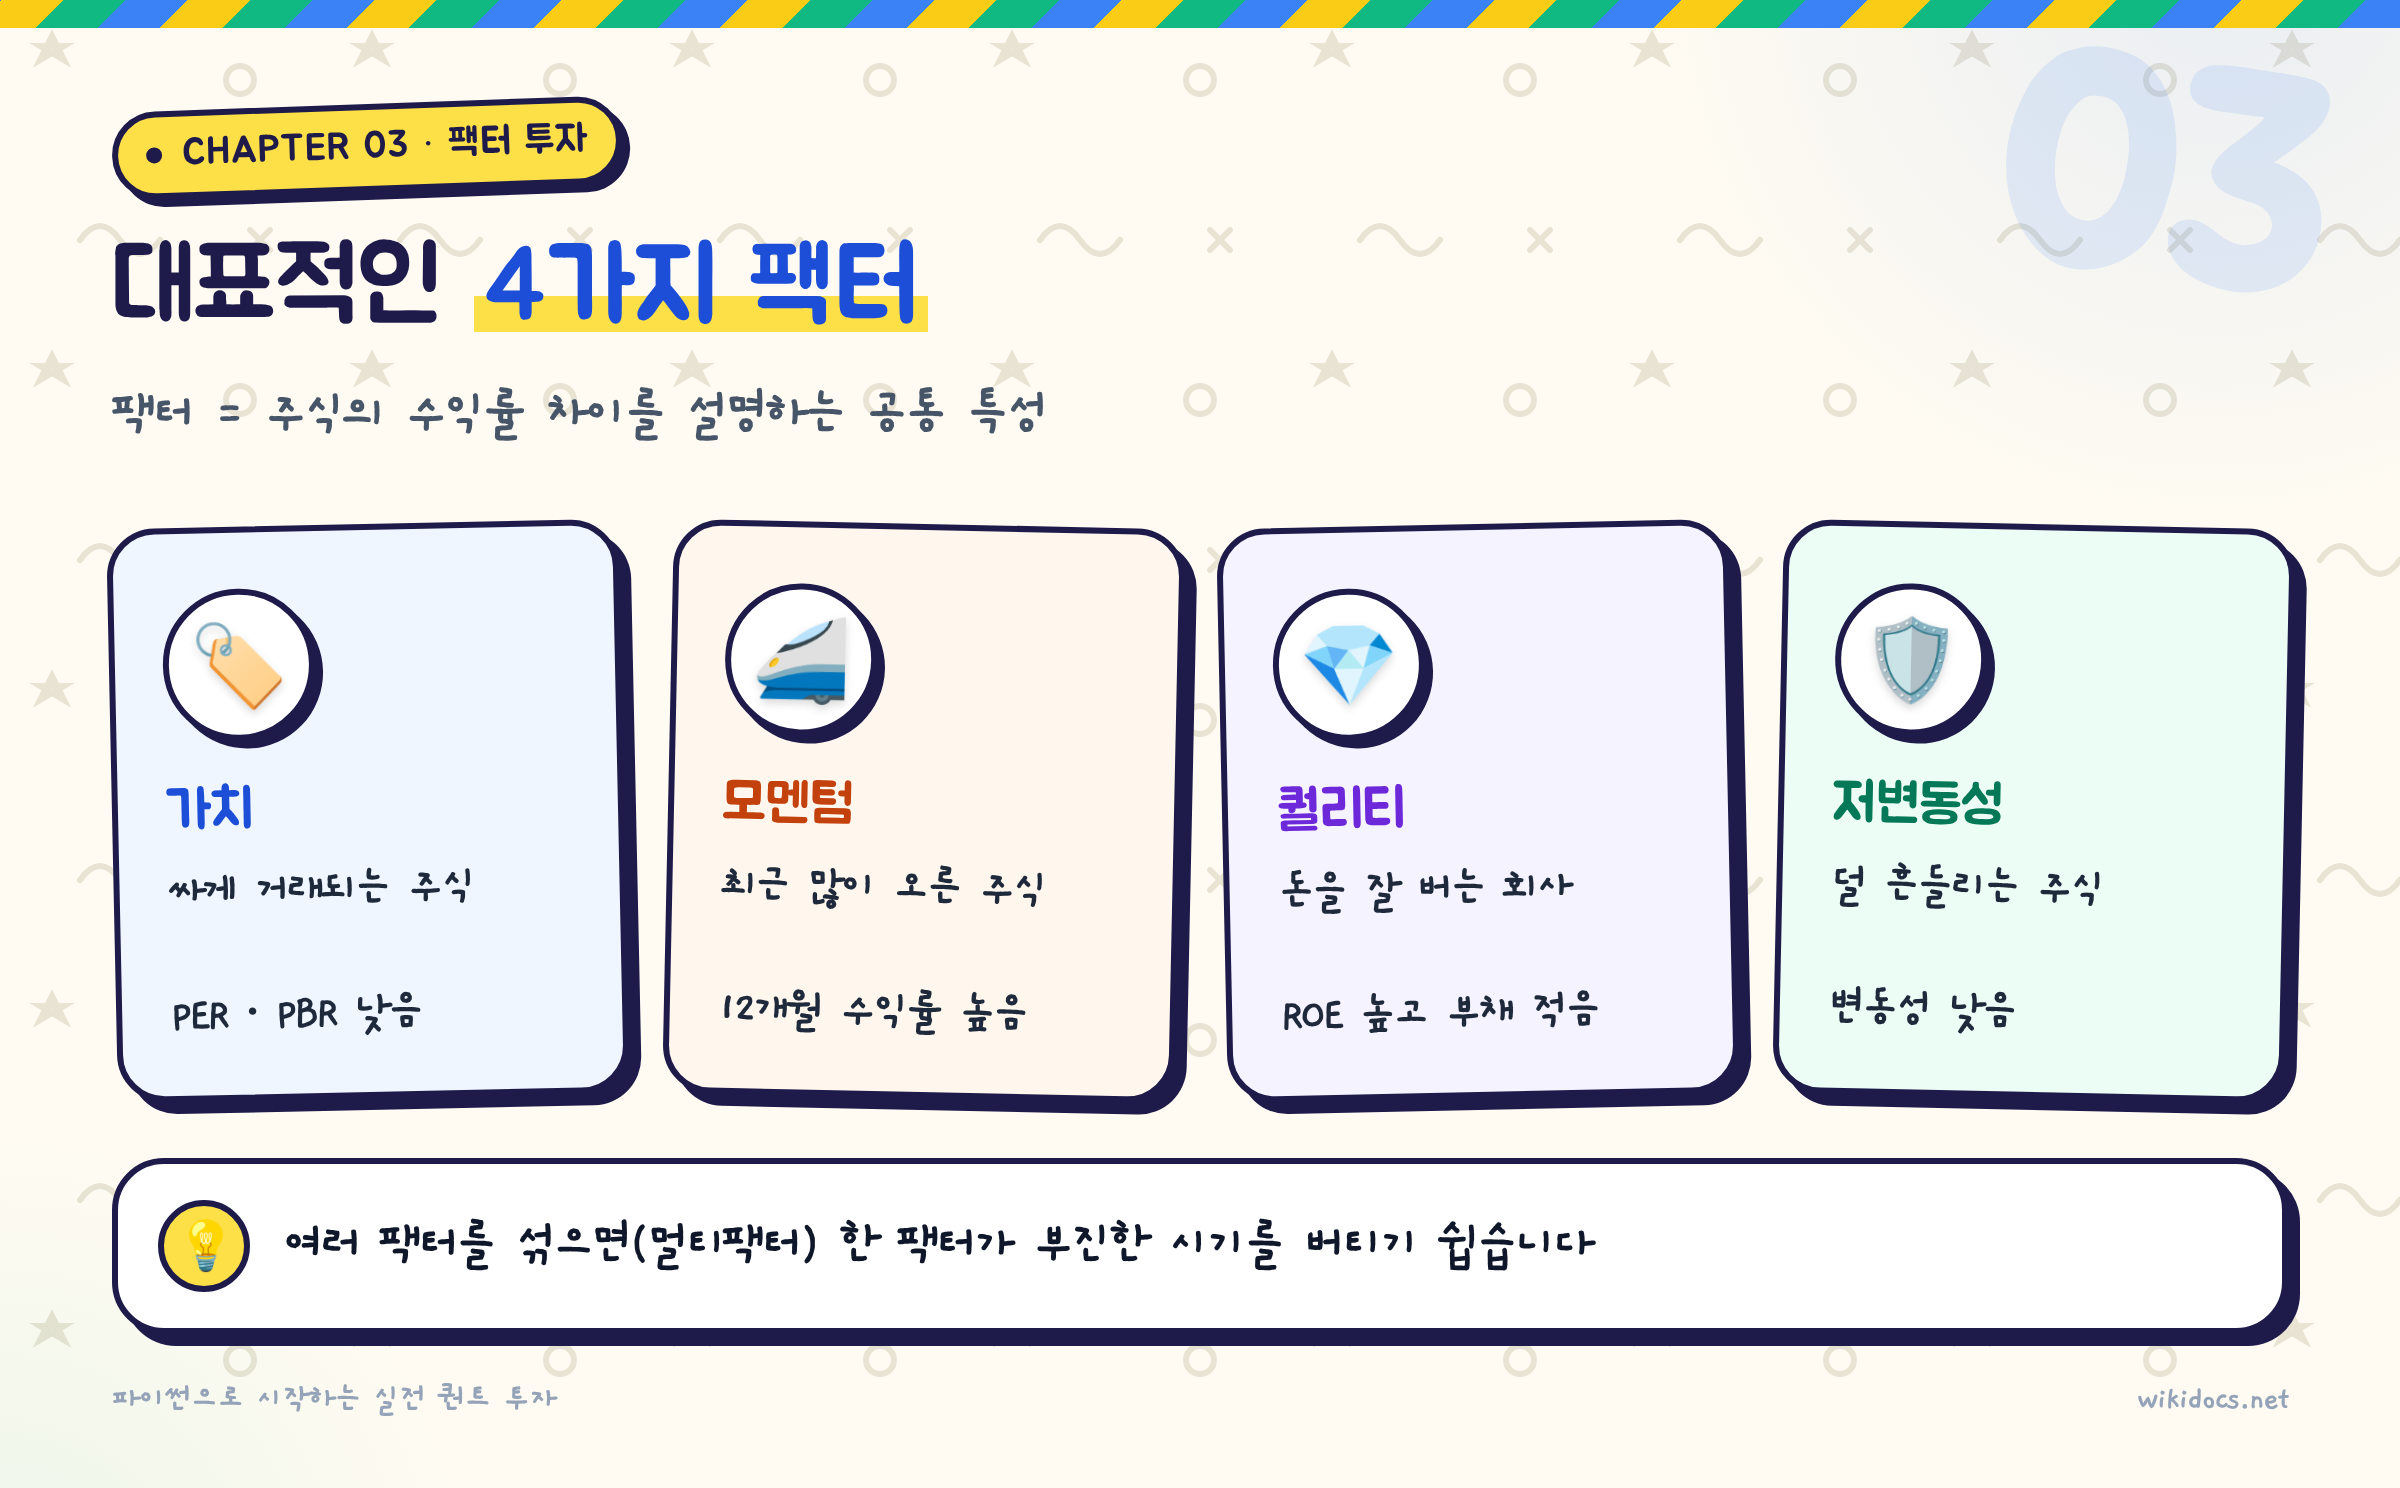 CHAPTER 03 · 팩터 투자
03
대표적인 4가지 팩터
팩터 = 주식의 수익률 차이를 설명하는 공통 특성
가치
싸게 거래되는 주식
PER · PBR 낮음
모멘텀
최근 많이 오른 주식
12개월 수익률 높음
퀄리티
돈을 잘 버는 회사
ROE 높고 부채 적음
저변동성
덜 흔들리는 주식
변동성 낮음
여러 팩터를 섞으면(멀티팩터) 한 팩터가 부진한 시기를 버티기 쉽습니다
파이썬으로 시작하는 실전 퀀트 투자
wikidocs.net